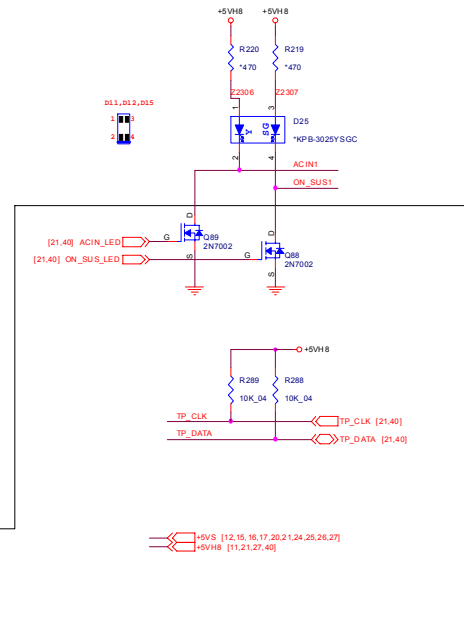 +5VH8 +5VH8
R220 R219
*470 *470
Z2306 Z2307
D11,D12,D15
1 3
2 4
1 3
Y SG
D25
*KPB-3025YSGC
2 4
ACIN1
ON_SUS1
D
[21,40] ACIN_LED G Q89
2N7002
D
[21,40] ON_SUS_LED S G Q88
2N7002
S
+5VH8
R289 R288
10K_04 10K_04
TP_CLK TP_CLK [21,40]
TP_DATA TP_DATA [21,40]
+5VS [12,15,16,17,20,21,24,25,26,27]
+5VH8 [11,21,27,40]